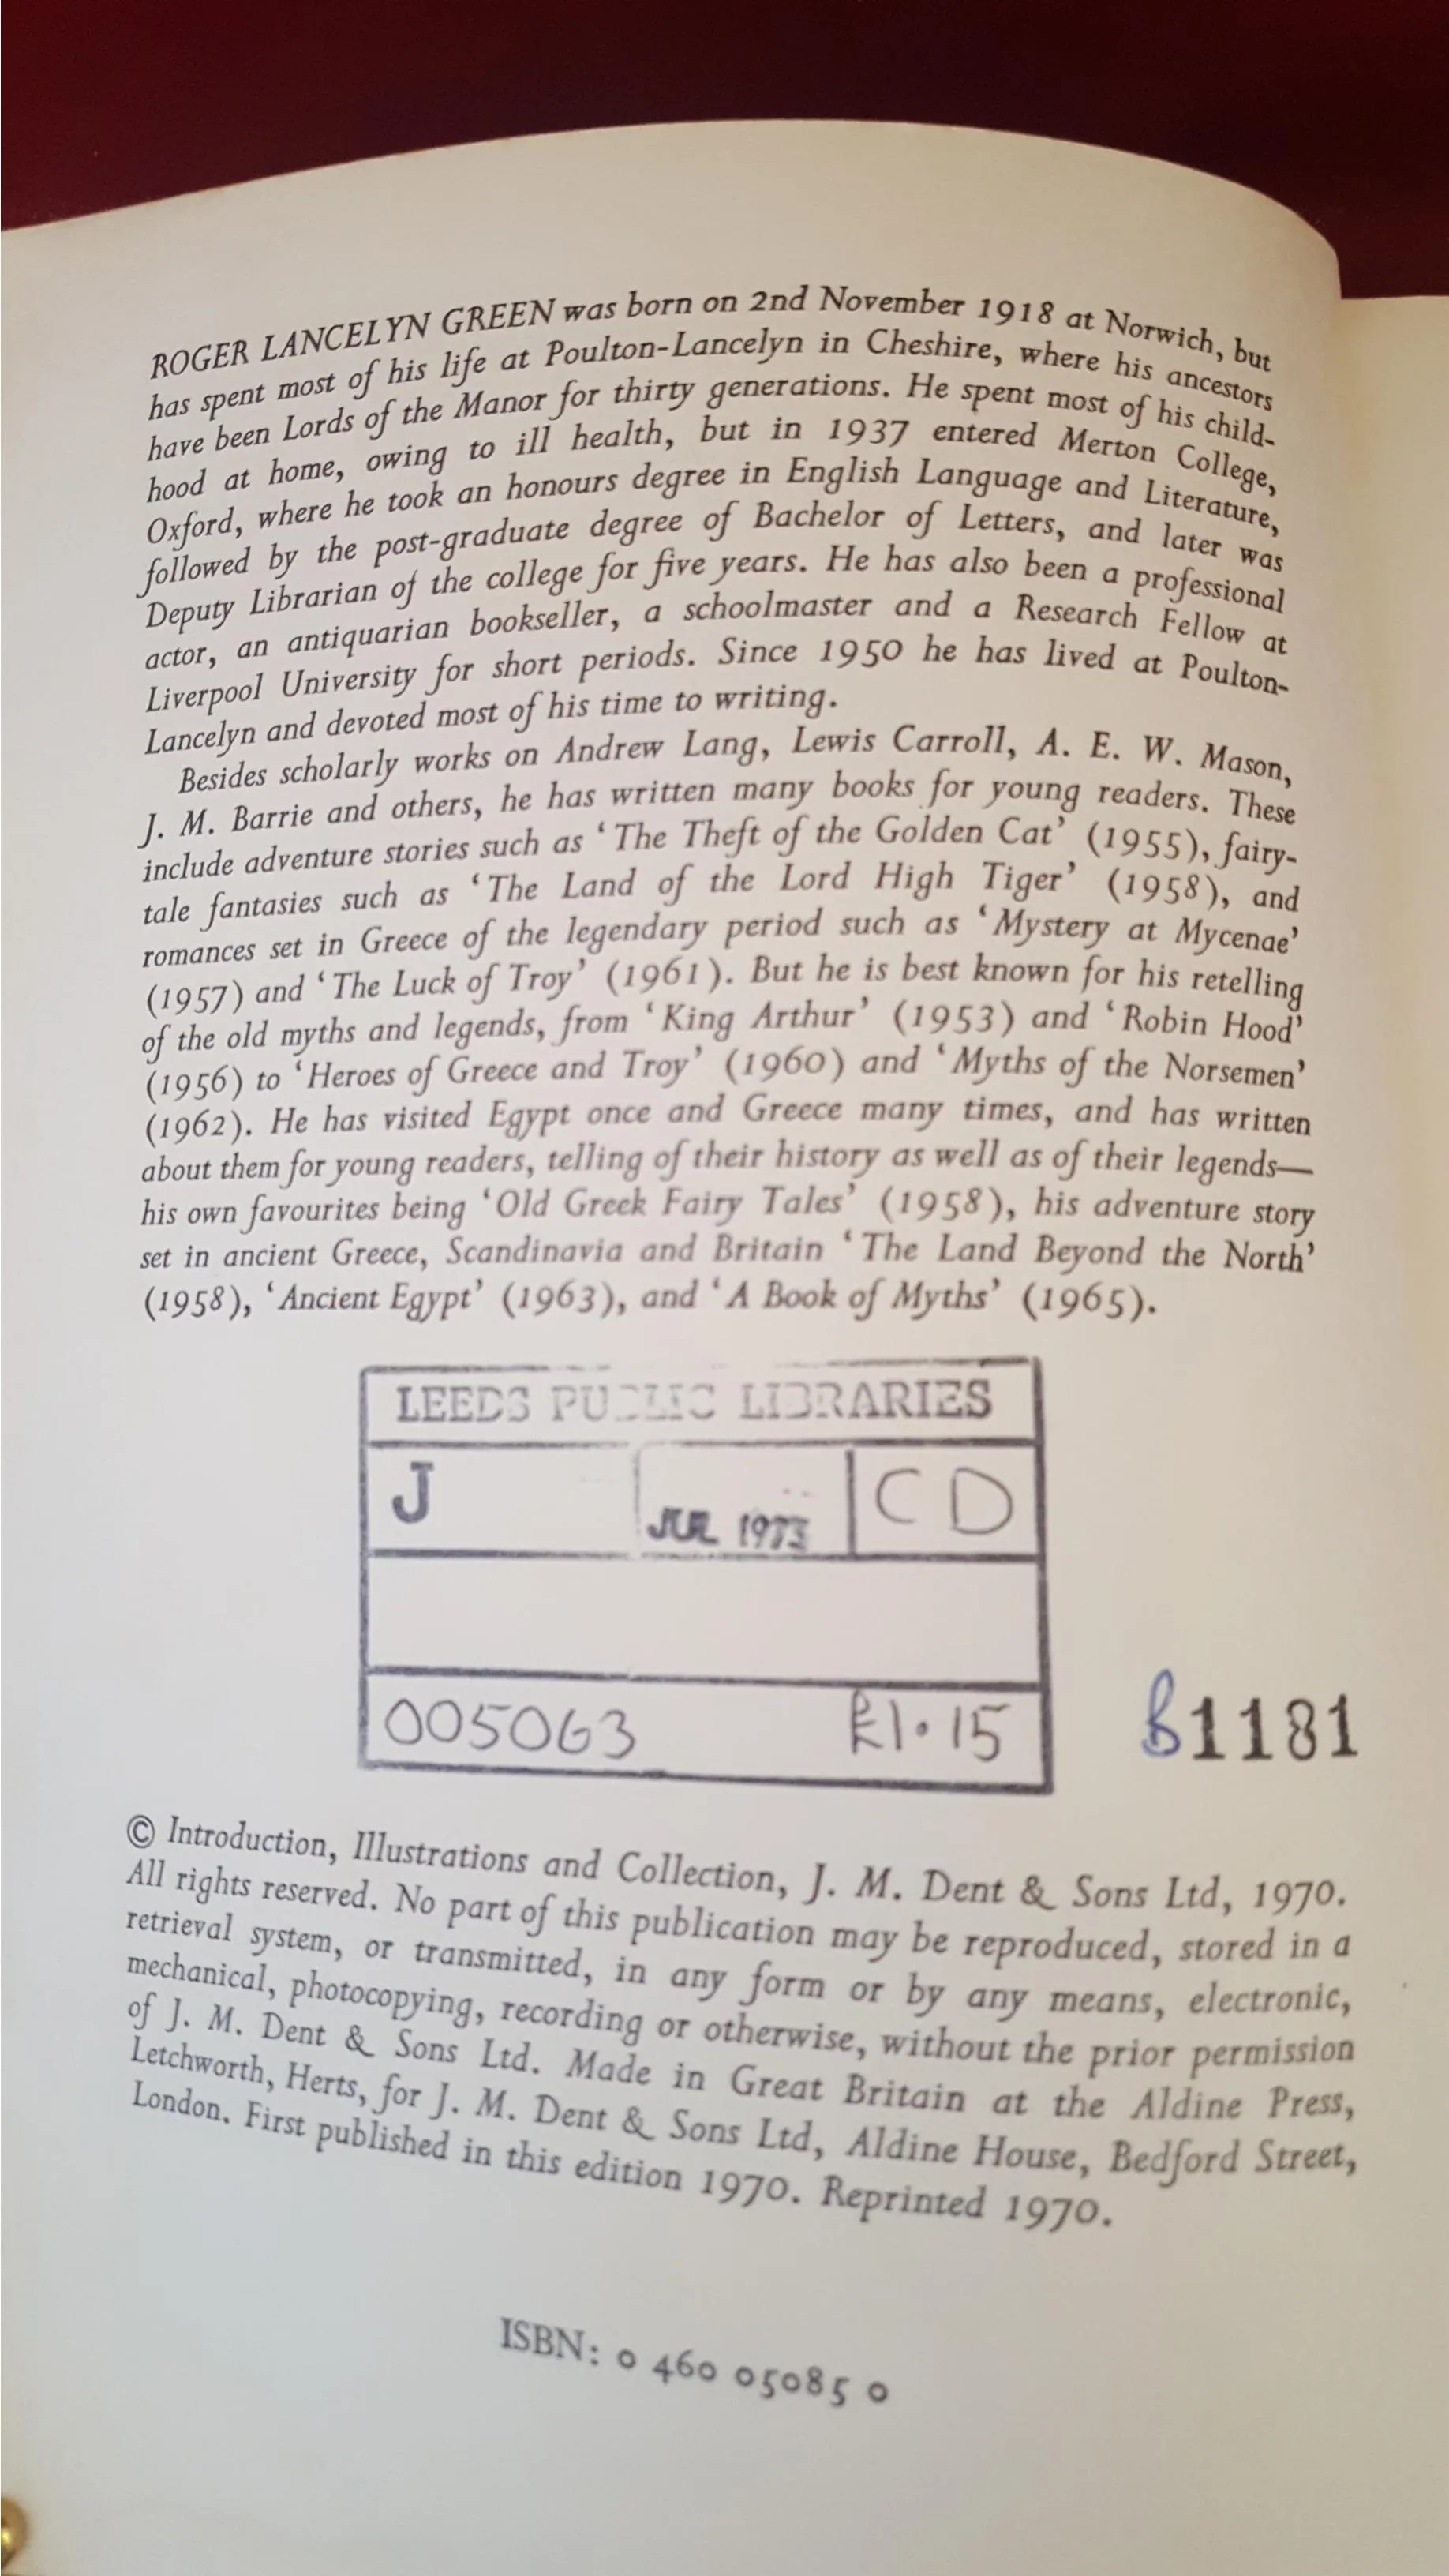 ROGER LANCELYN GREEN was born on 2nd November 1918 at Norwich, but
has spent most of his life at Poulton-Lancelyn in Cheshire, where his ancestors
have been Lords of the Manor for thirty generations. He spent most of his child-
hood at home, owing to ill health, but in 1937 entered Merton College,
Oxford, where he took an honours degree in English Language and Literature,
followed by the post-graduate degree of Bachelor of Letters, and later was
Deputy Librarian of the college for five years. He has also been a professional
actor, an antiquarian bookseller, a schoolmaster and a Research Fellow at
Liverpool University for short periods. Since 1950 he has lived at Poulton-
Lancelyn and devoted most of his time to writing.
Besides scholarly works on Andrew Lang, Lewis Carroll, A. E. W. Mason,
J. M. Barrie and others, he has written many books for young readers. These
include adventure stories such as ‘The Theft of the Golden Cat’ (1955), fairy-
tale fantasies such as ‘The Land of the Lord High Tiger’ (1958), and
romances set in Greece of the legendary period such as ‘Mystery at Mycenae’
(1957) and ‘The Luck of Troy’ (1961). But he is best known for his retelling
of the old myths and legends, from ‘King Arthur’ (1953) and ‘Robin Hood’
(1956) to ‘Heroes of Greece and Troy’ (1960) and ‘Myths of the Norsemen’
(1962). He has visited Egypt once and Greece many times, and has written
about them for young readers, telling of their history as well as of their legends—
his own favourites being ‘Old Greek Fairy Tales’ (1958), his adventure story
set in ancient Greece, Scandinavia and Britain ‘The Land Beyond the North’
(1958), ‘Ancient Egypt’ (1963), and ‘A Book of Myths’ (1965).
LEEDS PUBLIC LIBRARIES
J JUL 1973 CD
005063 £1.15
B1181
© Introduction, Illustrations and Collection, J. M. Dent & Sons Ltd, 1970.
All rights reserved. No part of this publication may be reproduced, stored in a
retrieval system, or transmitted, in any form or by any means, electronic,
mechanical, photocopying, recording or otherwise, without the prior permission
of J. M. Dent & Sons Ltd. Made in Great Britain at the Aldine Press,
Letchworth, Herts, for J. M. Dent & Sons Ltd, Aldine House, Bedford Street,
London. First published in this edition 1970. Reprinted 1970.
ISBN: 0 460 05085 0